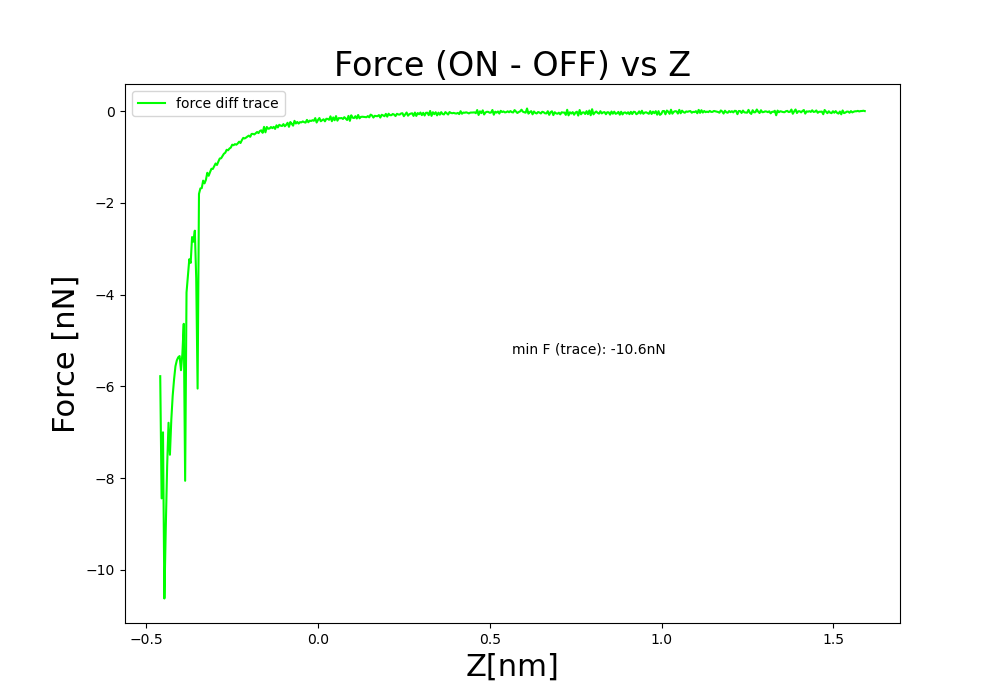 Force (ON - OFF) vs Z
force diff trace
Force [nN]
0
−2
−4
−6
−8
−10
min F (trace): -10.6nN
−0.5
0.0
0.5
1.0
1.5
Z[nm]